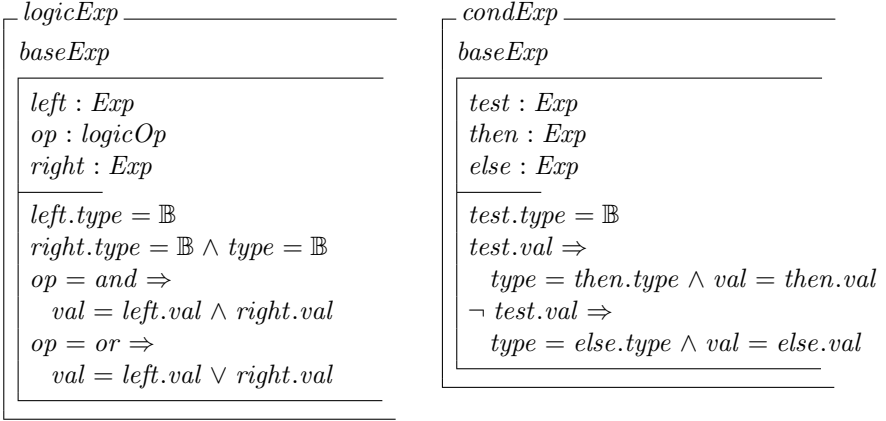 logicExp
baseExp
left : Exp
op : logicOp
right : Exp
left.type = 𝔹
right.type = 𝔹 ∧ type = 𝔹
op = and ⇒
val = left.val ∧ right.val
op = or ⇒
val = left.val ∨ right.val
condExp
baseExp
test : Exp
then : Exp
else : Exp
test.type = 𝔹
test.val ⇒
type = then.type ∧ val = then.val
¬ test.val ⇒
type = else.type ∧ val = else.val